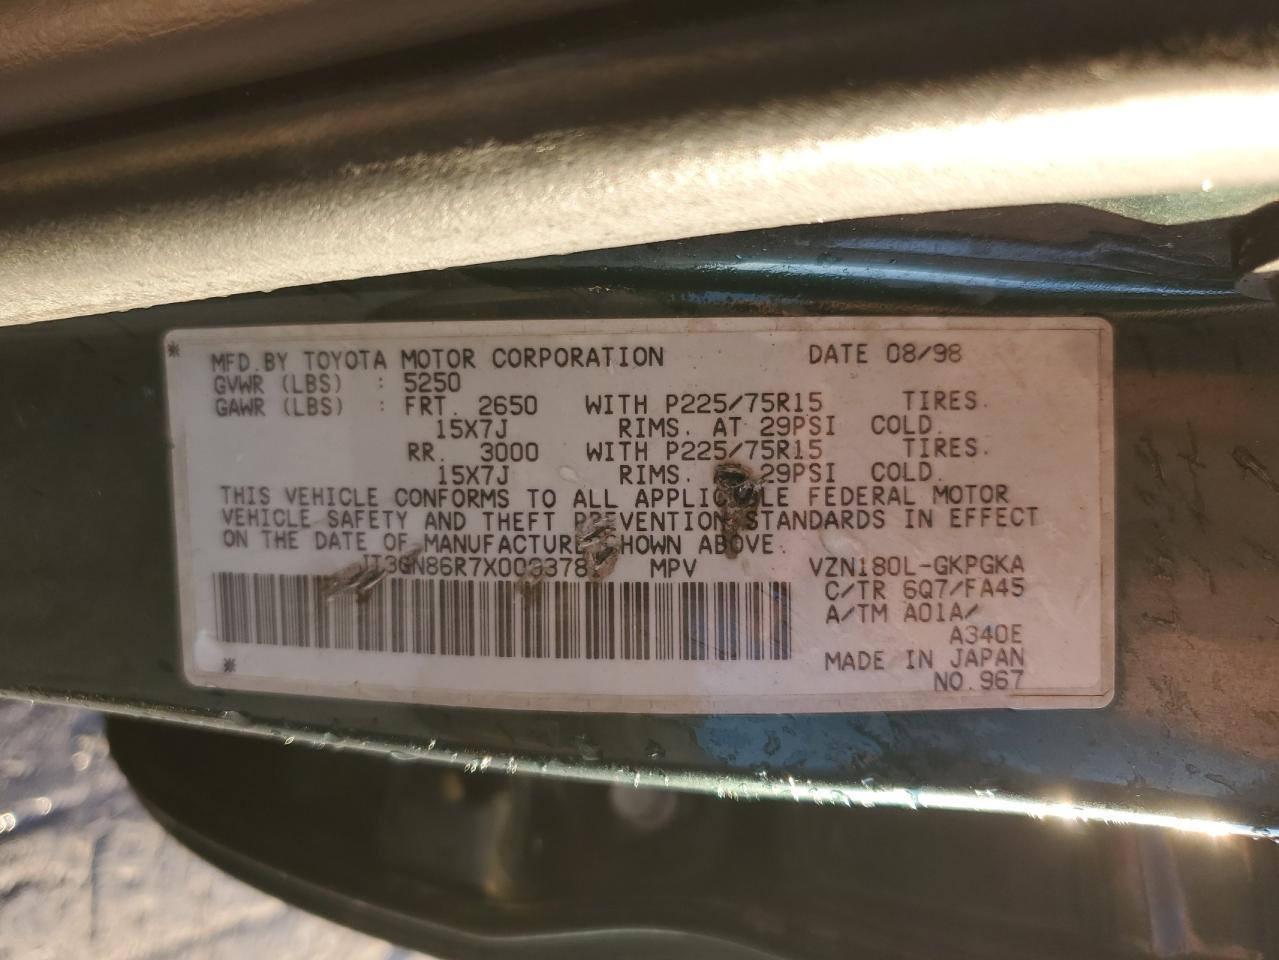 MFD.BY TOYOTA MOTOR CORPORATION DATE 08/98
GVWR (LBS) : 5250
GAWR (LBS) : FRT. 2650 WITH P225/75R15 TIRES.
15X7J RIMS. AT 29PSI COLD.
RR. 3000 WITH P225/75R15 TIRES.
15X7J RIMS. 29PSI COLD.
THIS VEHICLE CONFORMS TO ALL FEDERAL MOTOR
VEHICLE SAFETY AND THEFT PREVENTION STANDARDS IN EFFECT
ON THE DATE OF MANUFACTURE SHOWN ABOVE.
MPV VZN180L-GKPGKA
C/TR 6Q7/FA45
A/TM A01A/
A340E
MADE IN JAPAN
NO.967